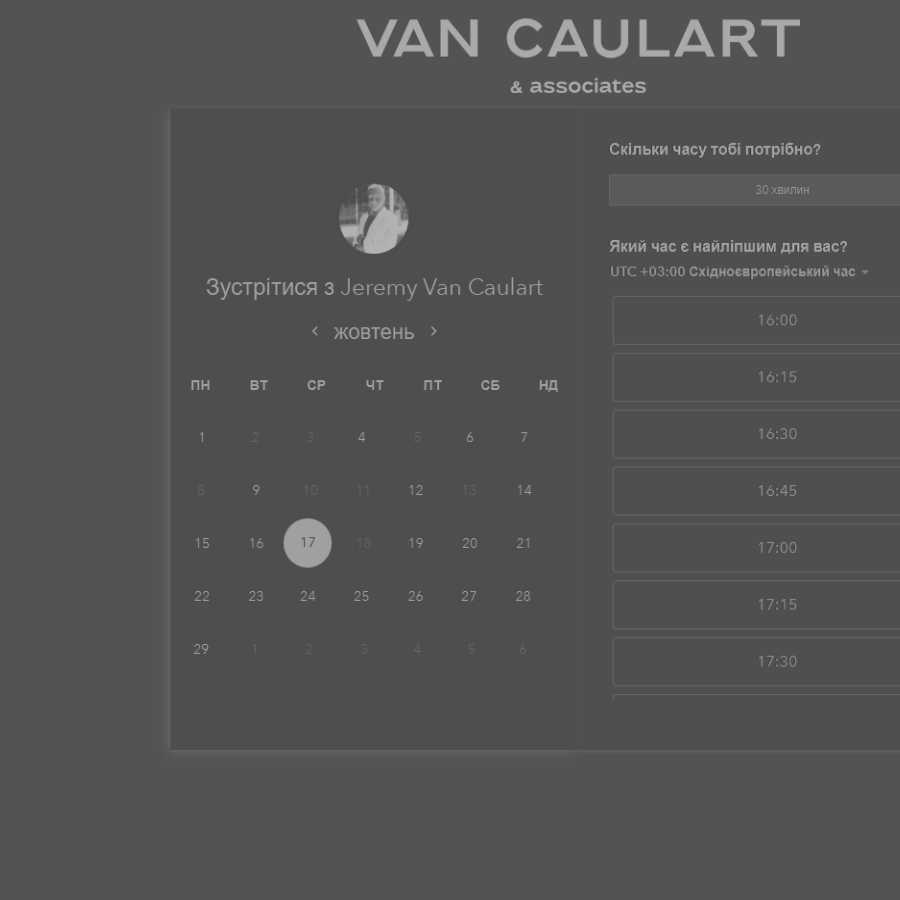 VAN CAULART
& associates
Зустрітися з Jeremy Van Caulart
жовтень
ПН ВТ СР ЧТ ПТ СБ НД
1 2 3 4 5 6 7
8 9 10 11 12 13 14
15 16 17 18 19 20 21
22 23 24 25 26 27 28
29 1 2 3 4 5 6
Скільки часу тобі потрібно?
30 хвилин
Який час є найліпшим для вас?
UTC +03:00 Східноєвропейський час
16:00
16:15
16:30
16:45
17:00
17:15
17:30